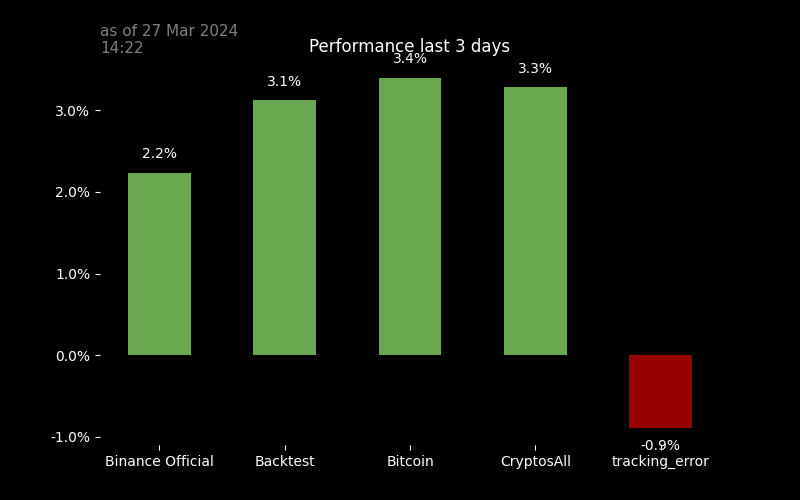 as of 27 Mar 2024
14:22
Performance last 3 days
3.4%
3.3%
3.1%
2.2%
3.0%
2.0%
1.0%
0.0%
-1.0%
-0.9%
Binance Official
Backtest
Bitcoin
CryptosAll
tracking_error